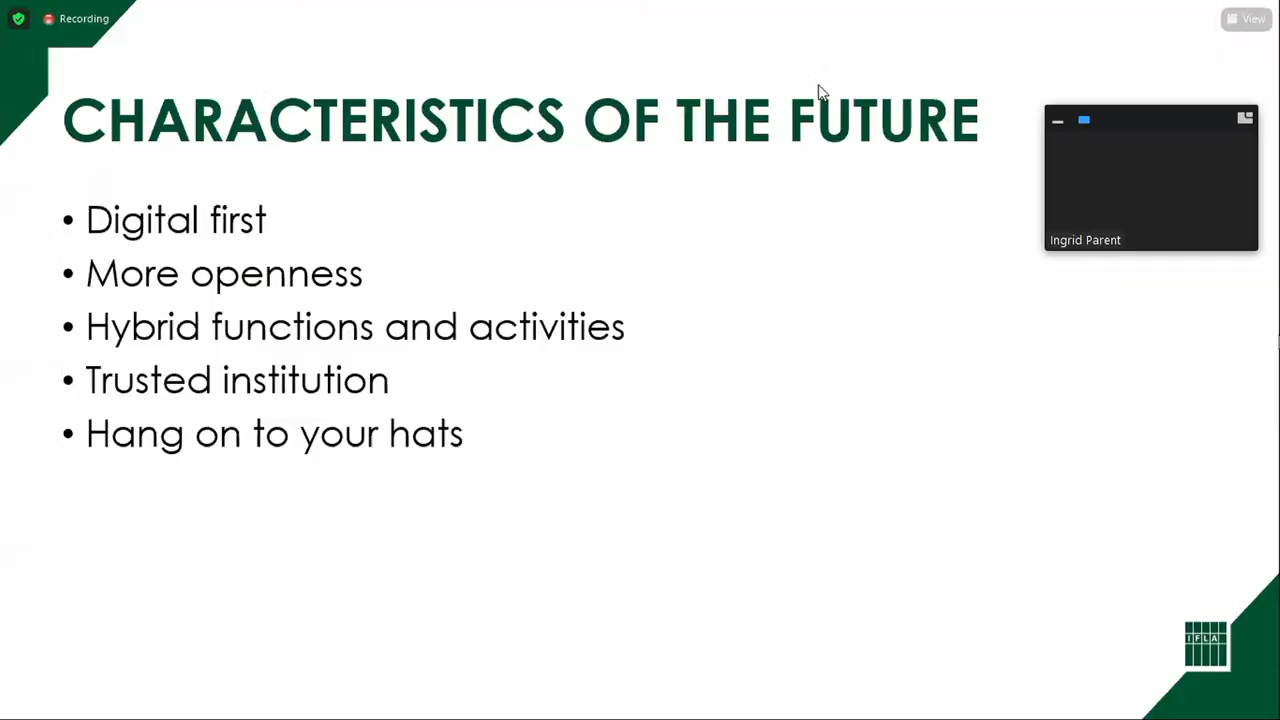 Recording
View
CHARACTERISTICS OF THE FUTURE
• Digital first
• More openness
• Hybrid functions and activities
• Trusted institution
• Hang on to your hats
Ingrid Parent
IFLA